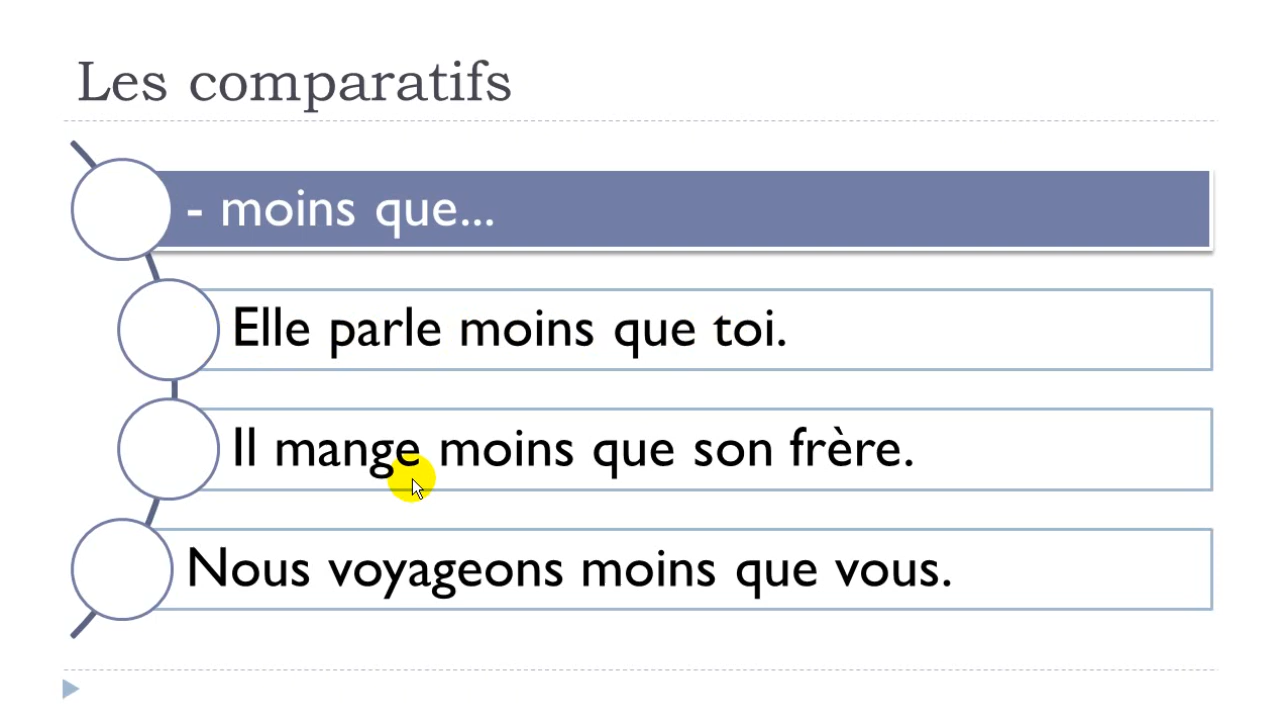 Les comparatifs
- moins que...
Elle parle moins que toi.
Il mange moins que son frère.
Nous voyageons moins que vous.